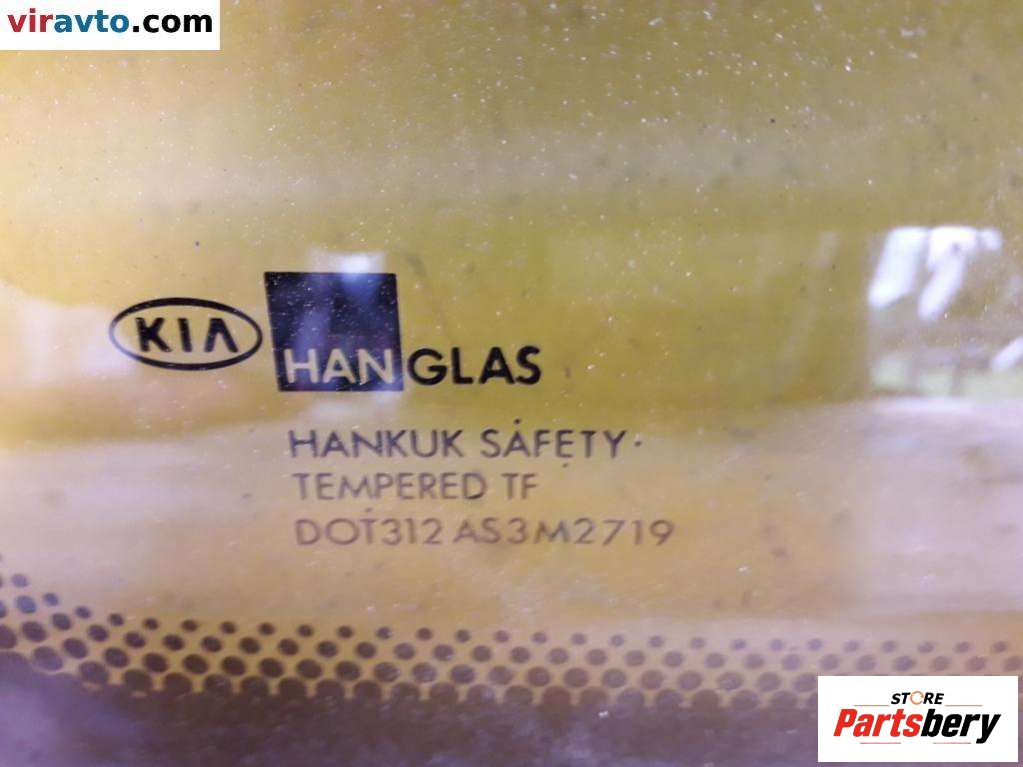 viravto.com
KIA
HANGLAS
HANKUK SAFETY
TEMPERED TF
DOT312 AS3M2719
STORE
Partsbery